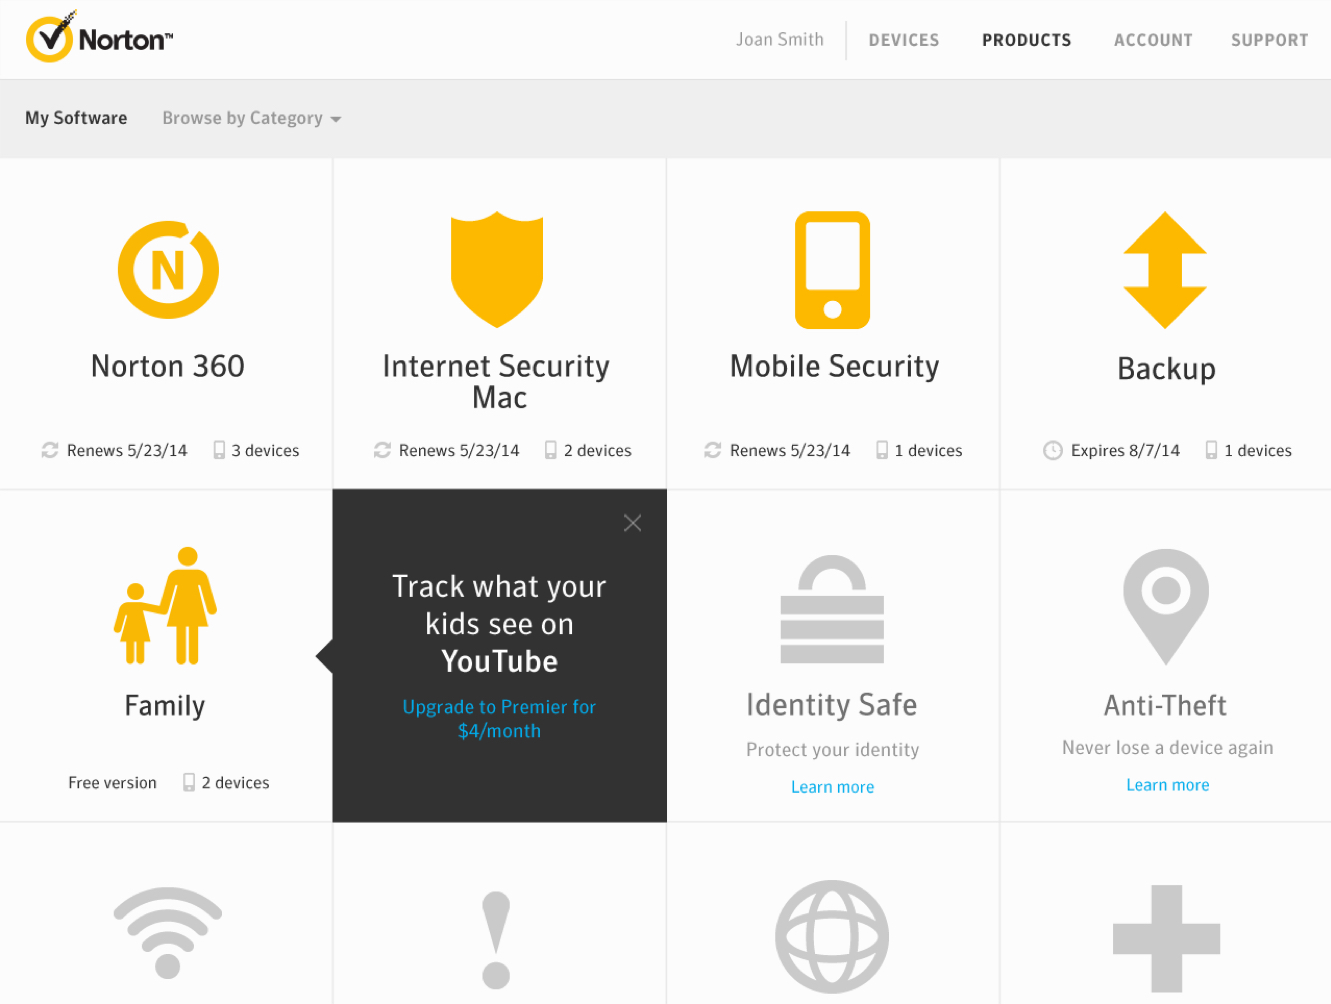 Norton™
Joan Smith
DEVICES
PRODUCTS
ACCOUNT
SUPPORT
My Software
Browse by Category
N
Norton 360
Renews 5/23/14
3 devices
Internet Security
Mac
Renews 5/23/14
2 devices
Mobile Security
Renews 5/23/14
1 devices
Backup
Expires 8/7/14
1 devices
Family
Free version
2 devices
Track what your
kids see on
YouTube
Upgrade to Premier for
$4/month
Identity Safe
Protect your identity
Learn more
Anti-Theft
Never lose a device again
Learn more